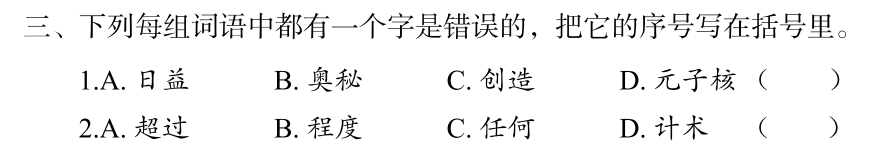 三、下列每组词语中都有一个字是错误的，把它的序号写在括号里。
1.A. 日益 B. 奥秘 C. 创造 D. 元子核（ ）
2.A. 超过 B. 程度 C. 任何 D. 计术 （ ）